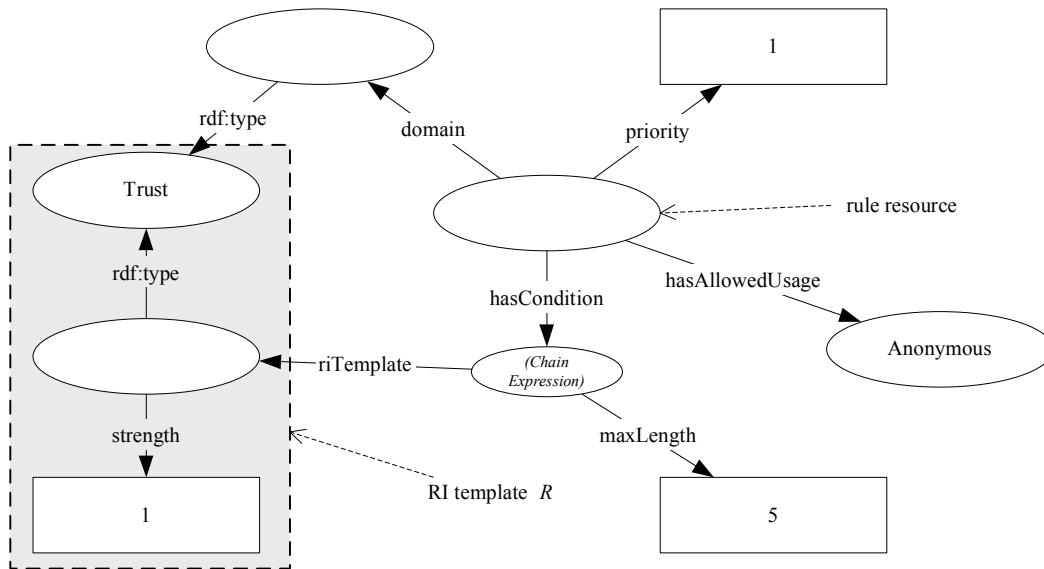 1
rdf:type
domain
priority
Trust
rule resource
rdf:type
hasCondition
hasAllowedUsage
riTemplate
(Chain
Expression)
Anonymous
strength
maxLength
RI template R
1
5